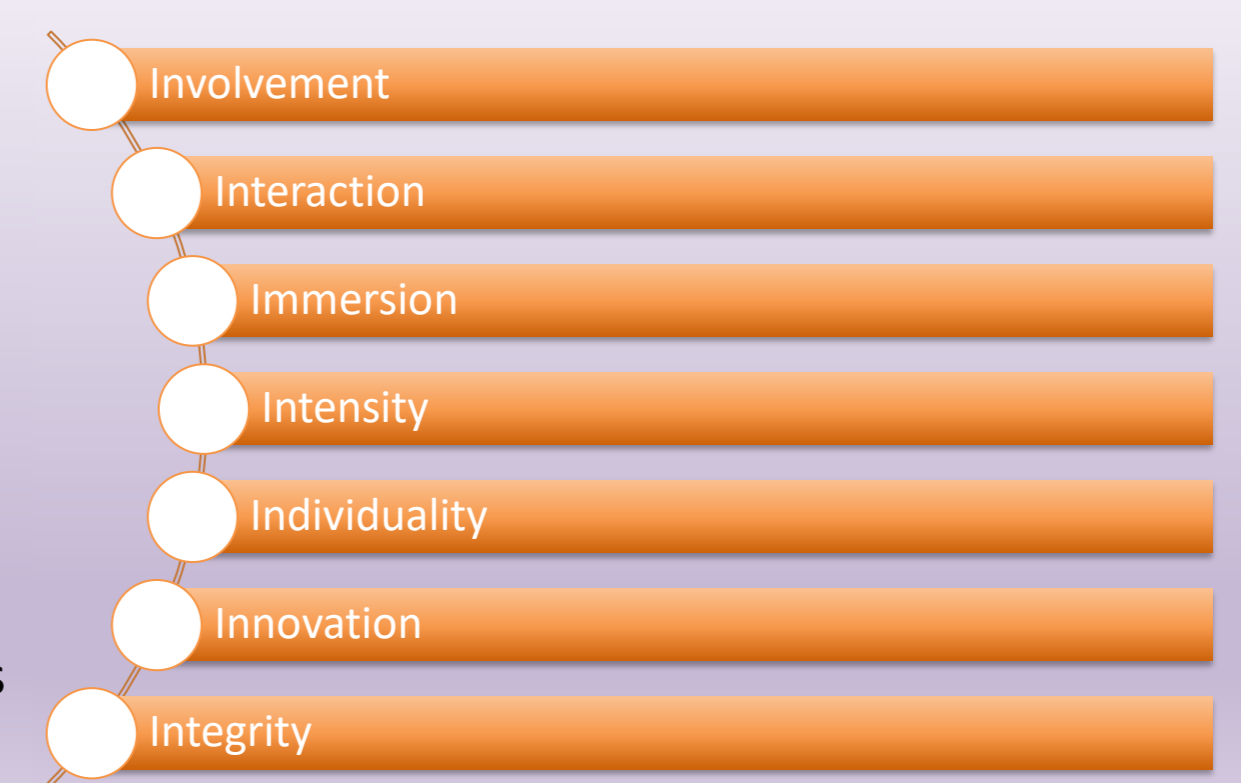 Involvement
Interaction
Immersion
Intensity
Individuality
Innovation
Integrity